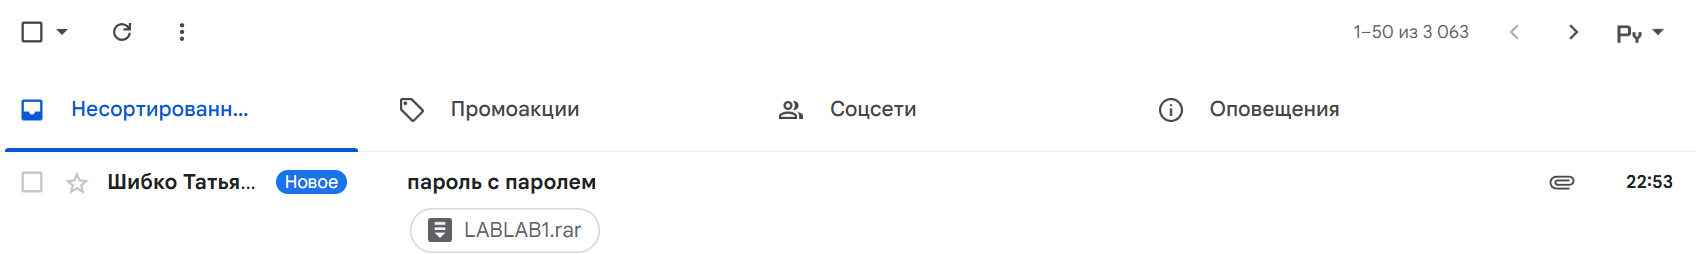 1–50 из 3 063 Ру
Несортированн... Промоакции Соцсети Оповещения
Шибко Татья... Новое пароль с паролем 22:53
LABLAB1.rar